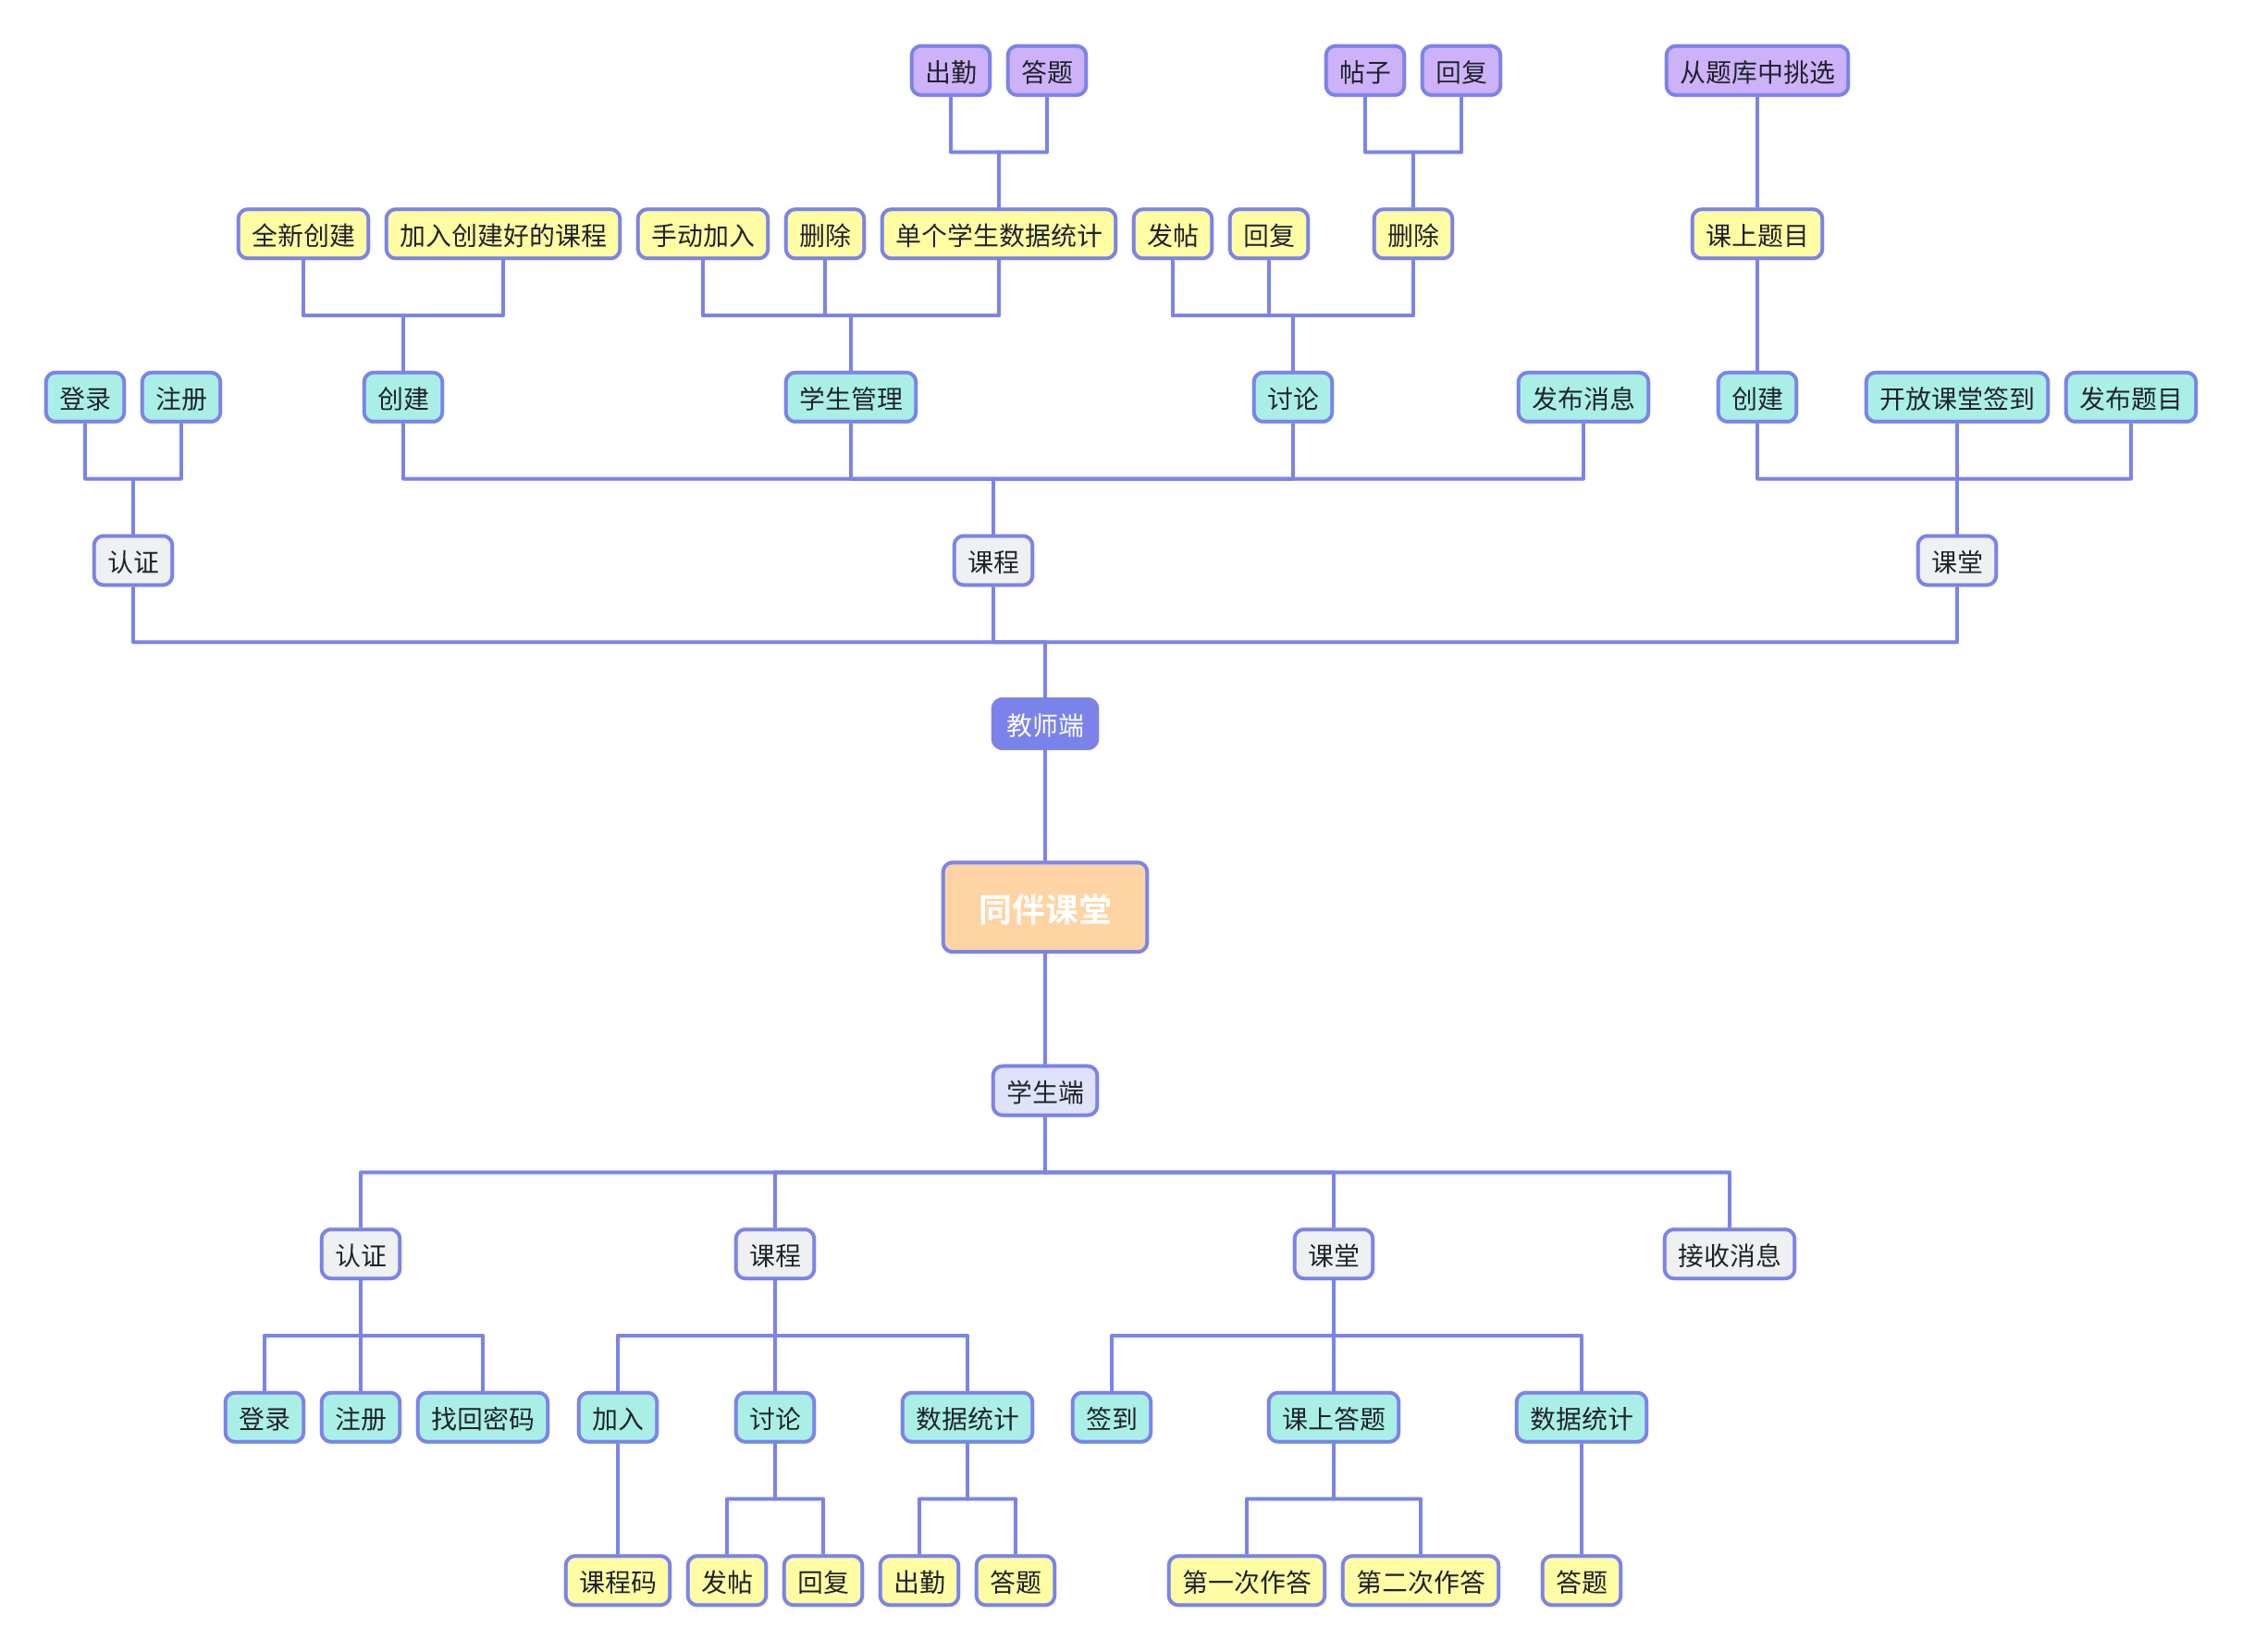 出勤
答题
帖子
回复
从题库中挑选
全新创建
加入创建好的课程
手动加入
删除
单个学生数据统计
发帖
回复
删除
课上题目
登录
注册
创建
学生管理
讨论
发布消息
创建
开放课堂签到
发布题目
认证
课程
课堂
教师端
同伴课堂
学生端
认证
课程
课堂
接收消息
登录
注册
找回密码
加入
讨论
数据统计
签到
课上答题
数据统计
课程码
发帖
回复
出勤
答题
第一次作答
第二次作答
答题